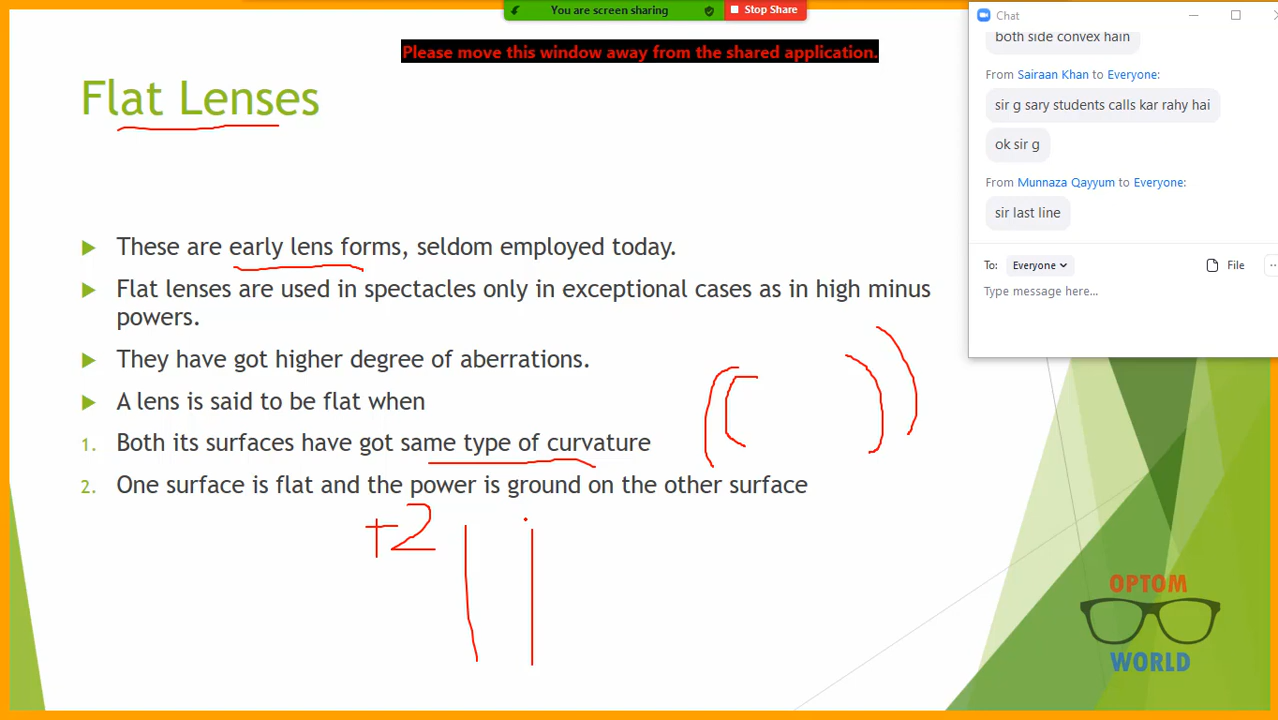 You are screen sharing
Stop Share
Please move this window away from the shared application.
Flat Lenses
These are early lens forms, seldom employed today.
Flat lenses are used in spectacles only in exceptional cases as in high minus
powers.
They have got higher degree of aberrations.
A lens is said to be flat when
1. Both its surfaces have got same type of curvature
2. One surface is flat and the power is ground on the other surface
+2
OPTOM
WORLD
Chat
both side convex hain
From Sairaan Khan to Everyone:
sir g sary students calls kar rahy hai
ok sir g
From Munnaza Qayyum to Everyone:
sir last line
To: Everyone File
Type message here...